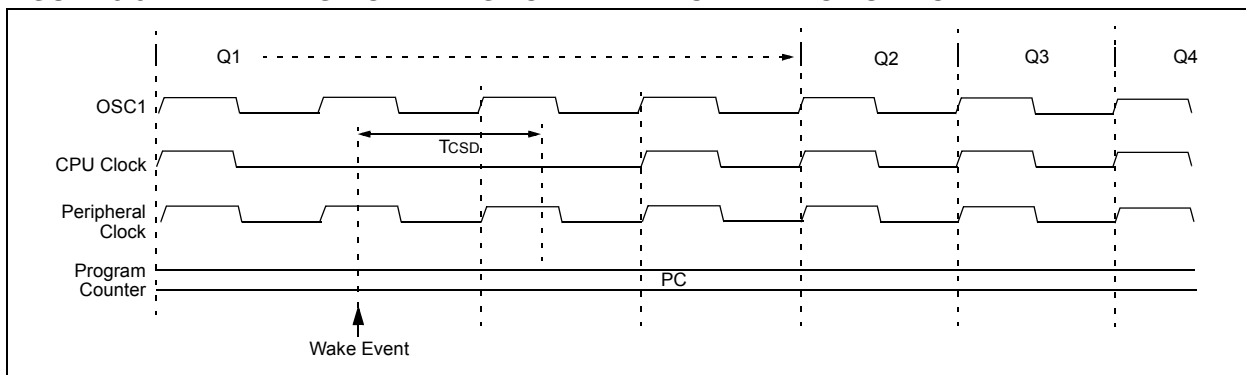 Q1 Q2 Q3 Q4
OSC1
TCSD
CPU Clock
Peripheral
Clock
Program
Counter
PC
Wake Event